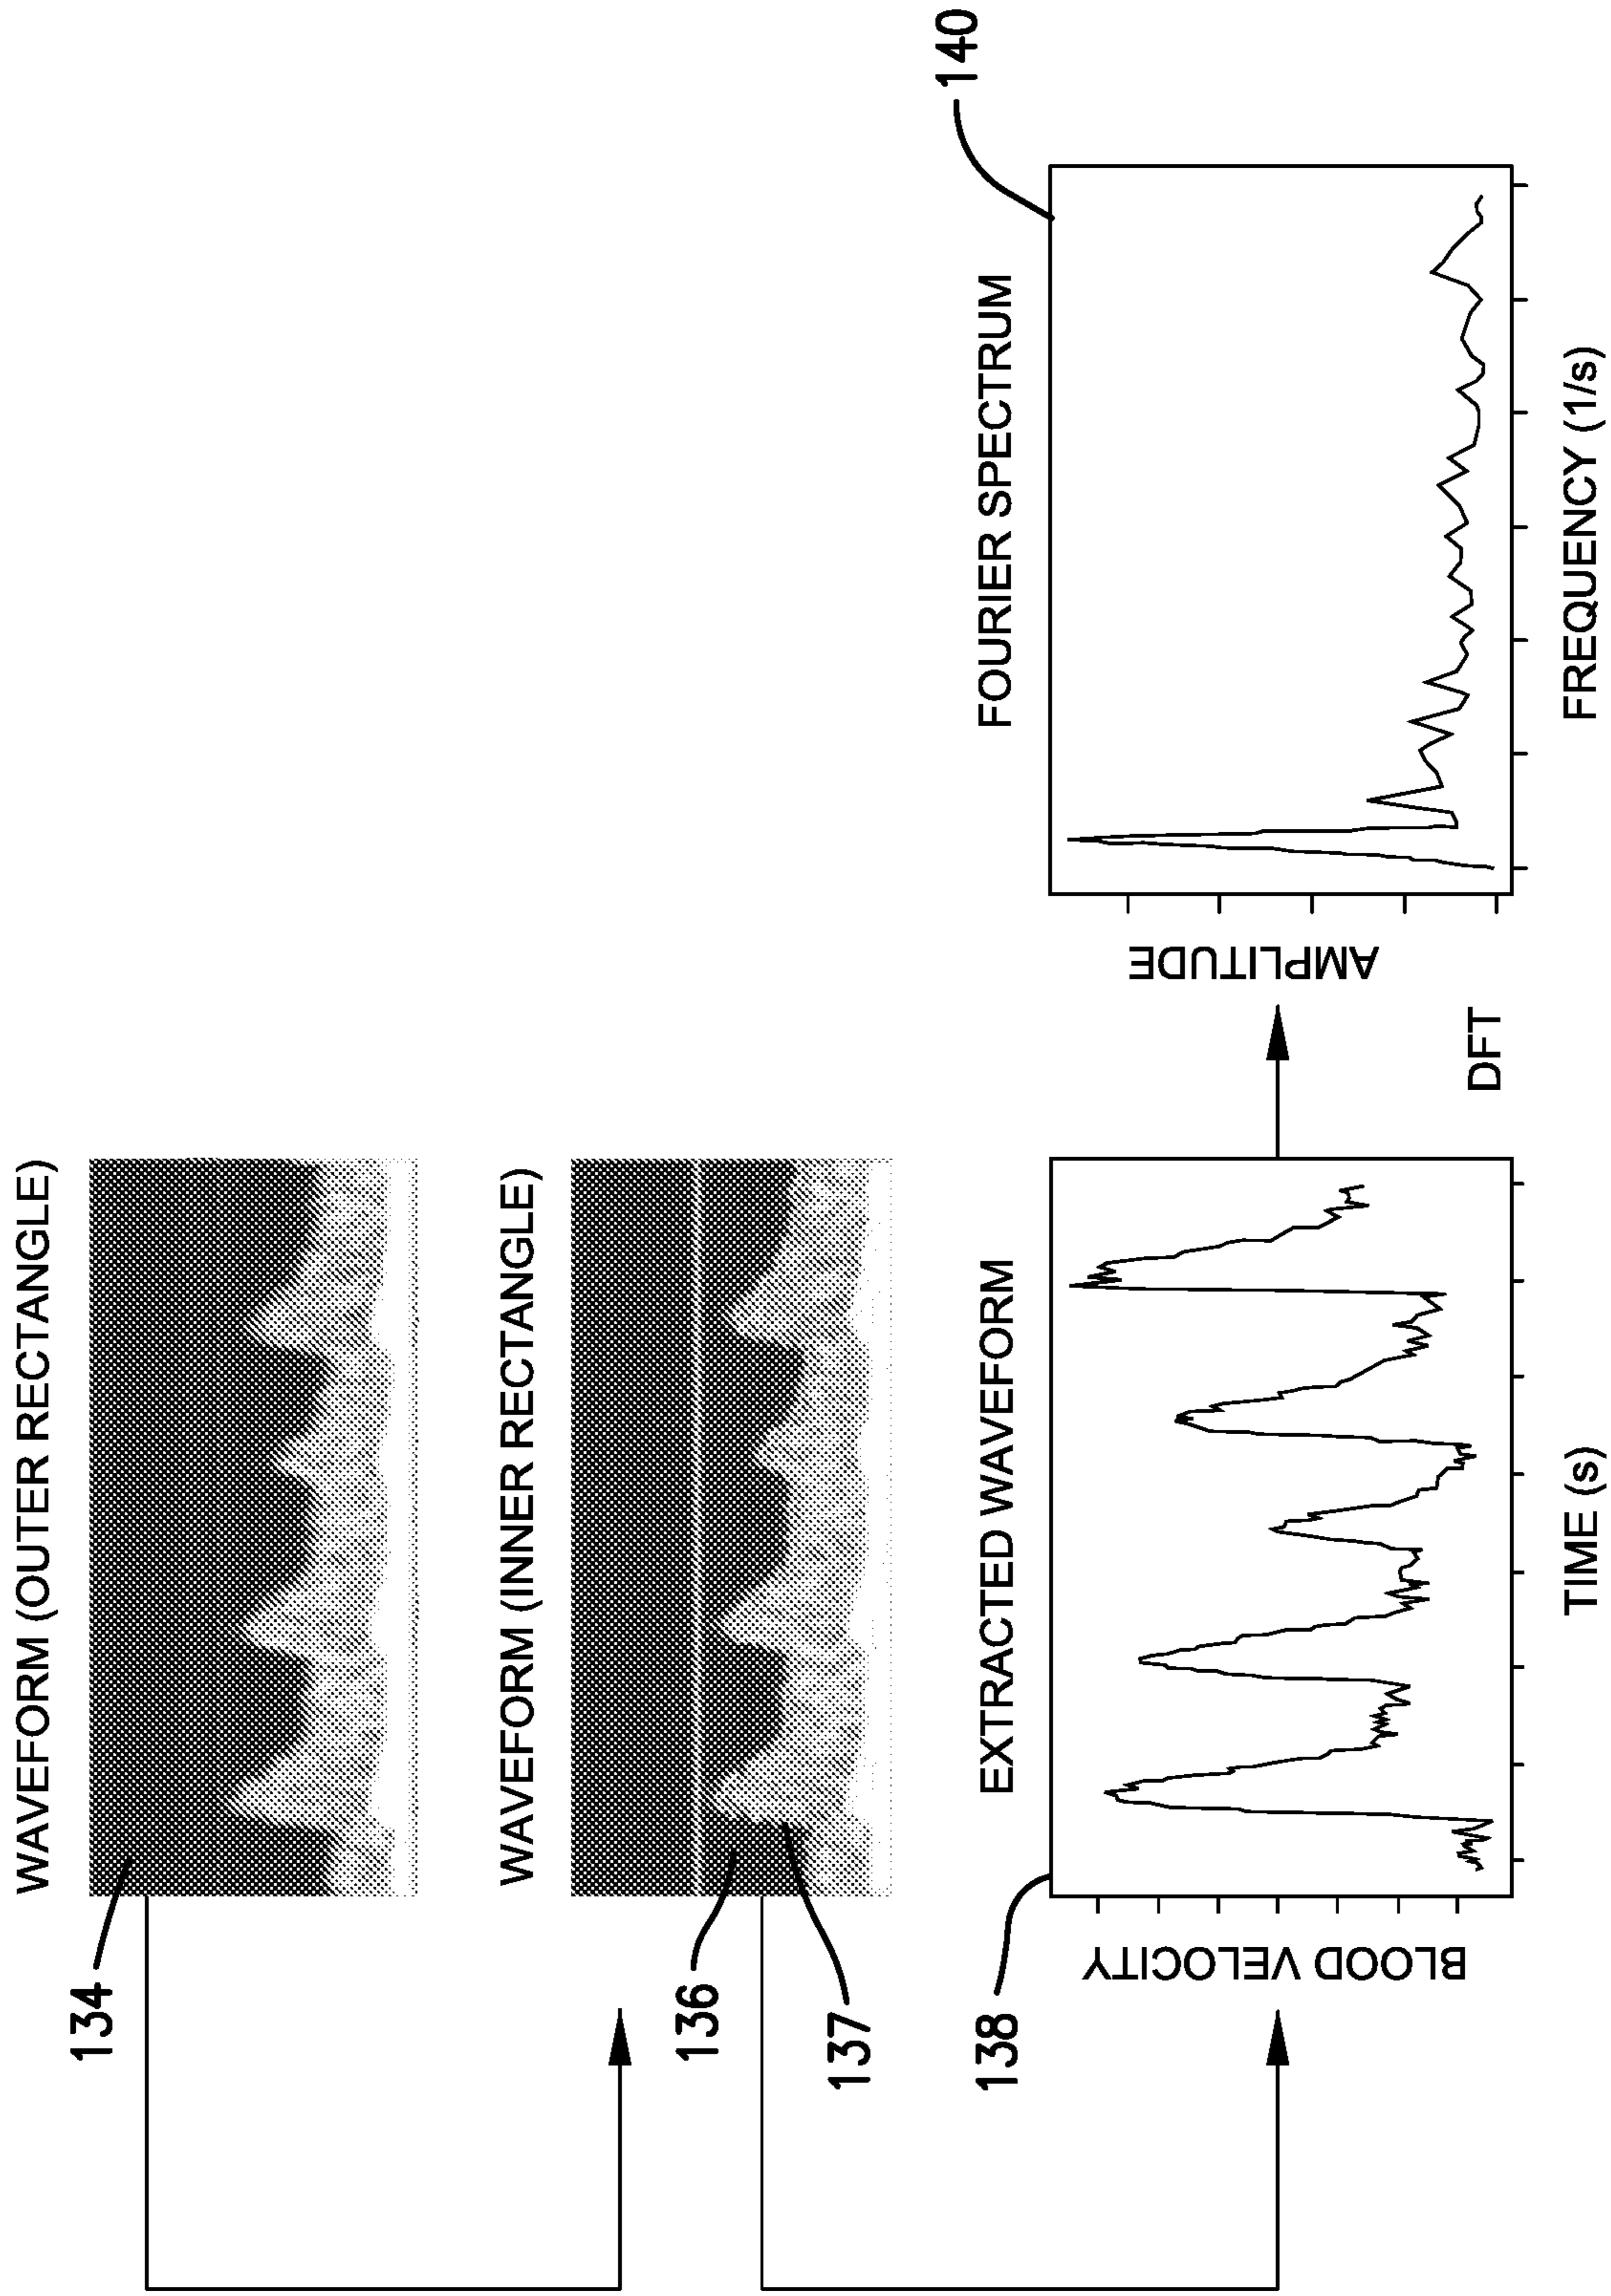 WAVEFORM (OUTER RECTANGLE)
134
WAVEFORM (INNER RECTANGLE)
136
137
EXTRACTED WAVEFORM
138
BLOOD VELOCITY
TIME (s)
DFT
FOURIER SPECTRUM
140
AMPLITUDE
FREQUENCY (1/s)